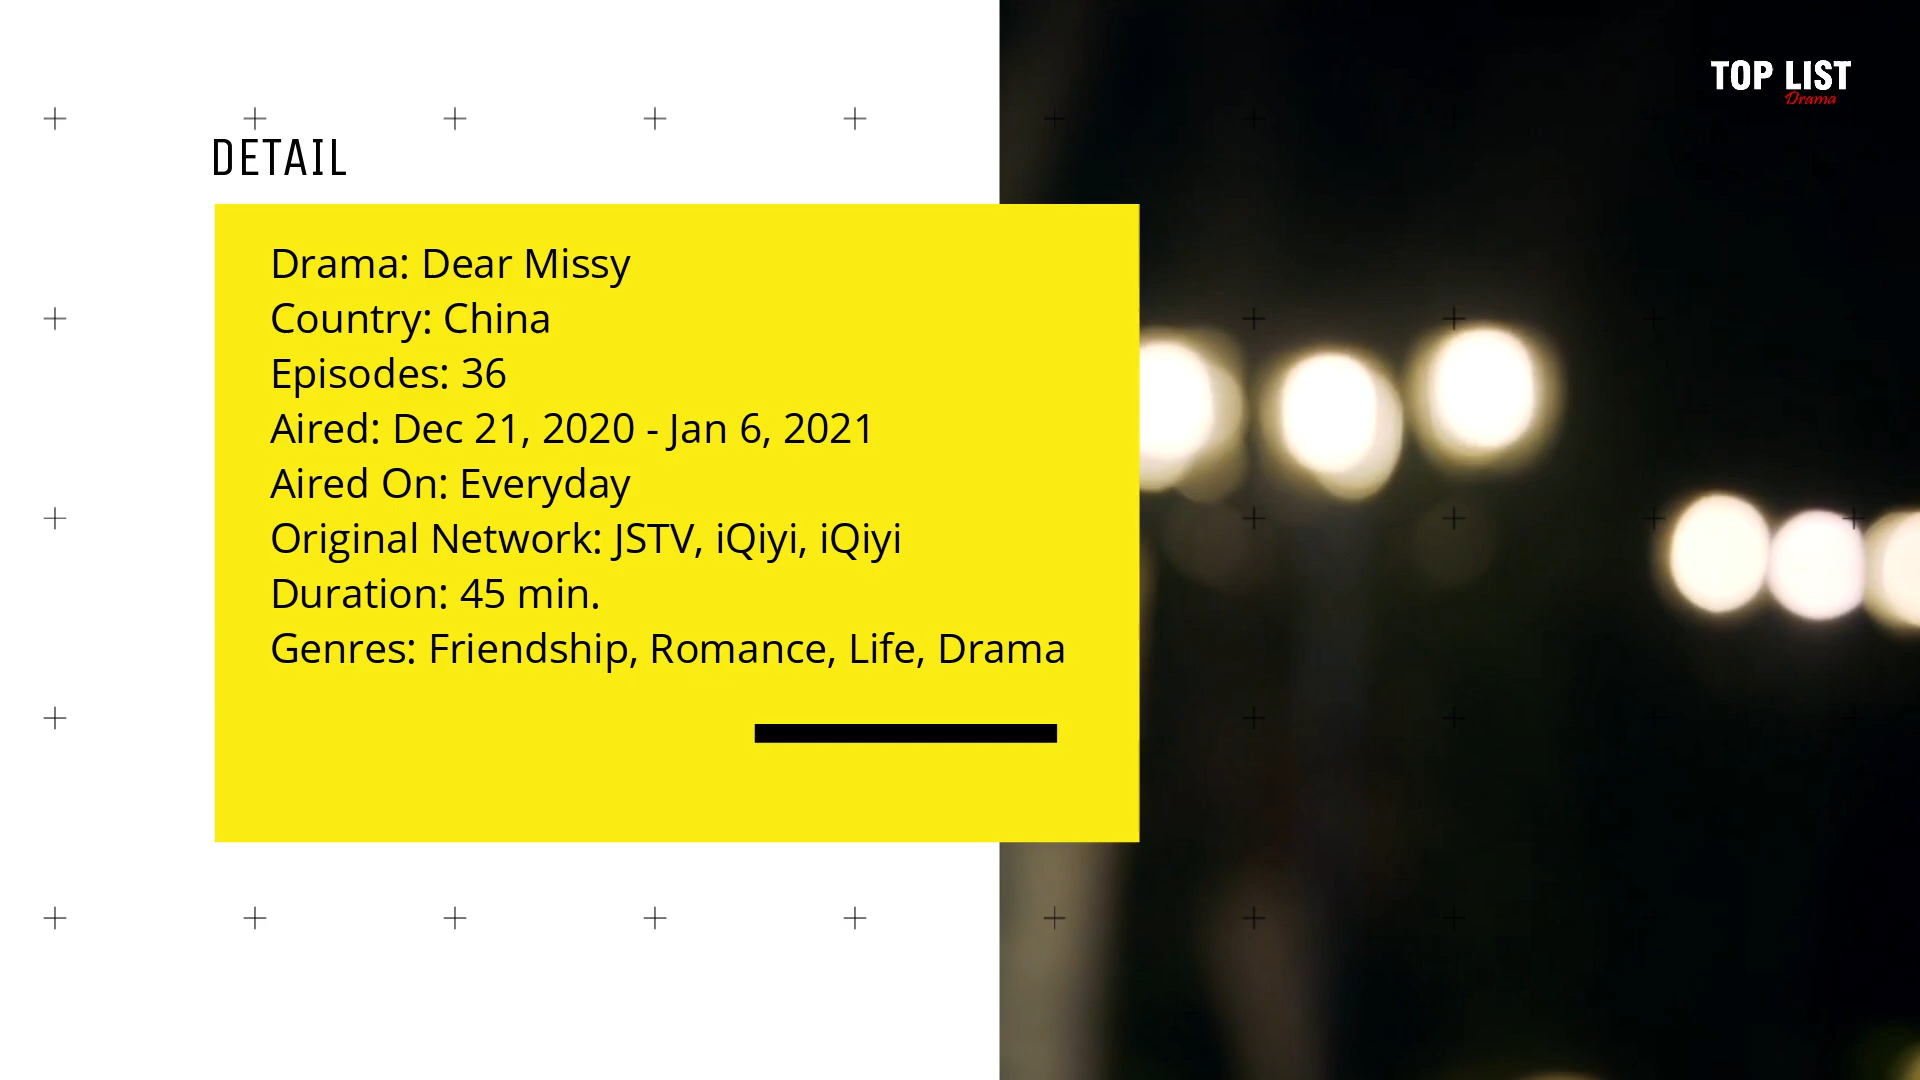 TOP LIST
Drama
DETAIL
Drama: Dear Missy
Country: China
Episodes: 36
Aired: Dec 21, 2020 - Jan 6, 2021
Aired On: Everyday
Original Network: JSTV, iQiyi, iQiyi
Duration: 45 min.
Genres: Friendship, Romance, Life, Drama